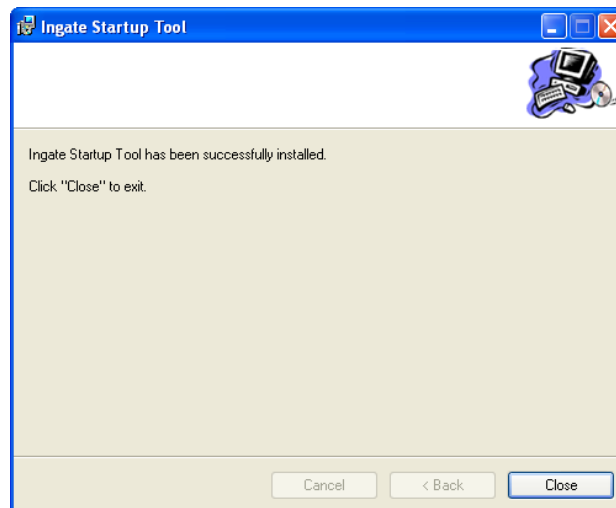 Ingate Startup Tool
Ingate Startup Tool has been successfully installed.
Click "Close" to exit.
Cancel
< Back
Close